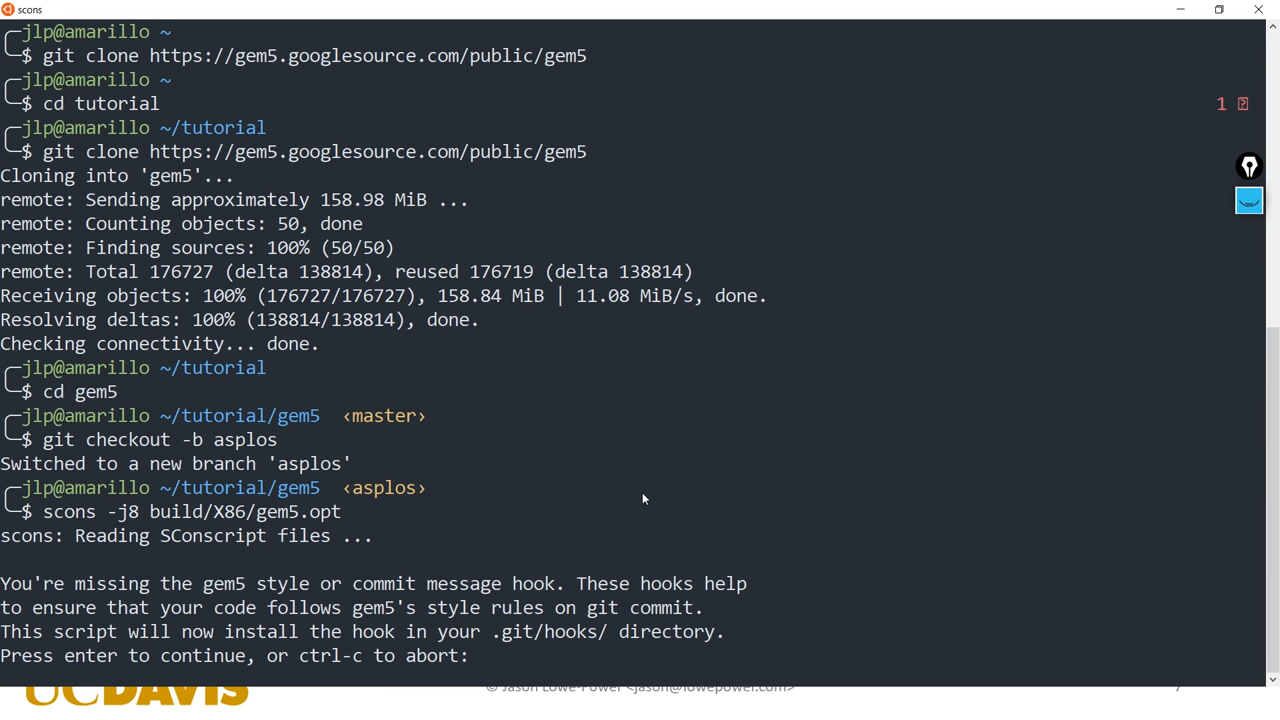 scons
jlp@amarillo ~
$ git clone https://gem5.googlesource.com/public/gem5
jlp@amarillo ~
$ cd tutorial
1
jlp@amarillo ~/tutorial
$ git clone https://gem5.googlesource.com/public/gem5
Cloning into 'gem5'...
remote: Sending approximately 158.98 MiB ...
remote: Counting objects: 50, done
remote: Finding sources: 100% (50/50)
remote: Total 176727 (delta 138814), reused 176719 (delta 138814)
Receiving objects: 100% (176727/176727), 158.84 MiB | 11.08 MiB/s, done.
Resolving deltas: 100% (138814/138814), done.
Checking connectivity... done.
jlp@amarillo ~/tutorial
$ cd gem5
jlp@amarillo ~/tutorial/gem5 ‹master›
$ git checkout -b asplos
Switched to a new branch 'asplos'
jlp@amarillo ~/tutorial/gem5 ‹asplos›
$ scons -j8 build/X86/gem5.opt
scons: Reading SConscript files ...
You're missing the gem5 style or commit message hook. These hooks help
to ensure that your code follows gem5's style rules on git commit.
This script will now install the hook in your .git/hooks/ directory.
Press enter to continue, or ctrl-c to abort:
UCDAVIS
© Jason Lowe-Power <jason@lowepower.com>
7